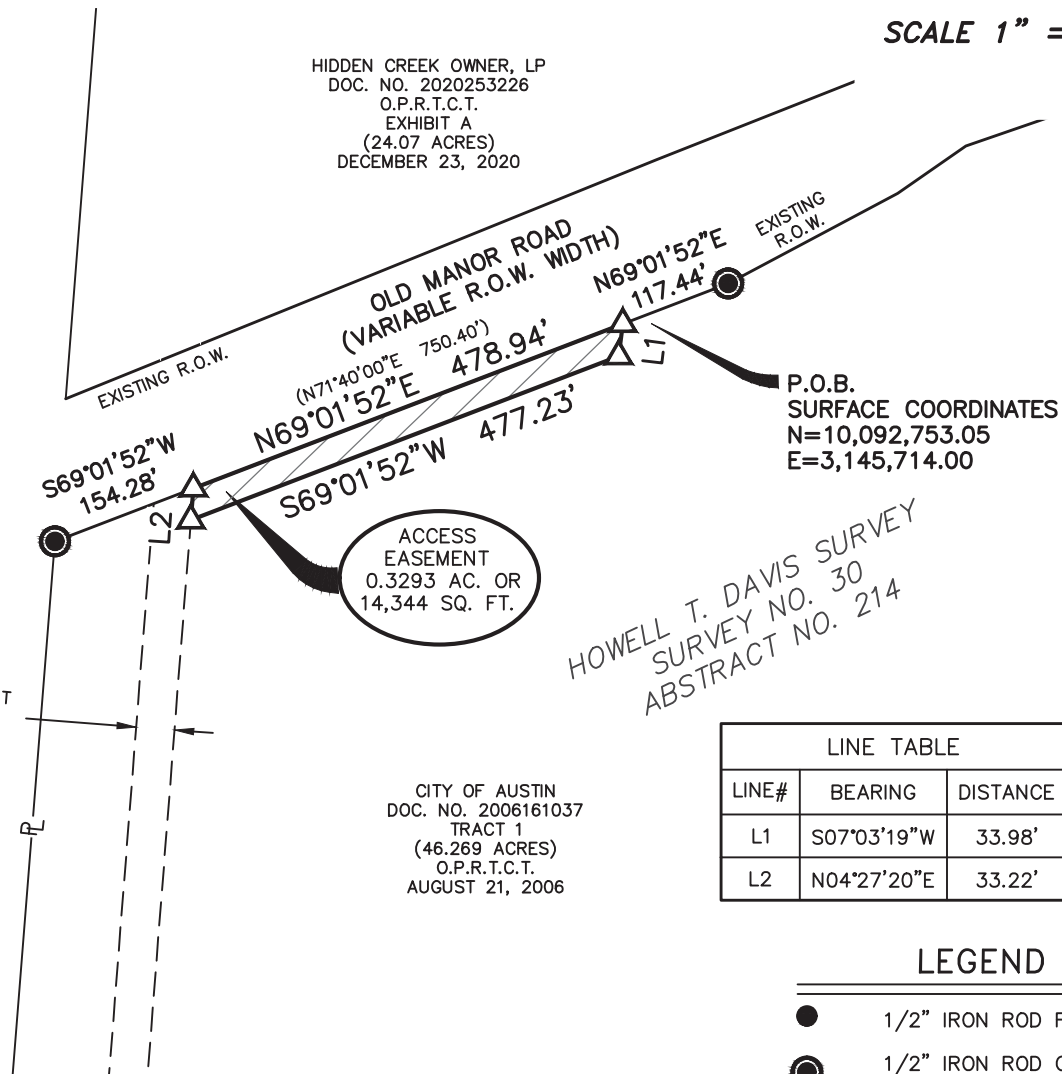 SCALE 1" =
HIDDEN CREEK OWNER, LP
DOC. NO. 2020253226
O.P.R.T.C.T.
EXHIBIT A
(24.07 ACRES)
DECEMBER 23, 2020
EXISTING
R.O.W.
OLD MANOR ROAD
(VARIABLE R.O.W. WIDTH)
N69°01'52"E
117.44'
EXISTING R.O.W.
(N71°40'00"E 750.40')
N69°01'52"E 478.94'
L1
S69°01'52"W 477.23'
P.O.B.
SURFACE COORDINATES
N=10,092,753.05
E=3,145,714.00
S69°01'52"W
154.28'
L2
ACCESS
EASEMENT
0.3293 AC. OR
14,344 SQ. FT.
HOWELL T. DAVIS SURVEY
SURVEY NO. 30
ABSTRACT NO. 214
T
PL
CITY OF AUSTIN
DOC. NO. 2006161037
TRACT 1
(46.269 ACRES)
O.P.R.T.C.T.
AUGUST 21, 2006
LINE TABLE
LINE# BEARING DISTANCE
L1 S07°03'19"W 33.98'
L2 N04°27'20"E 33.22'
LEGEND
1/2" IRON ROD F
1/2" IRON ROD